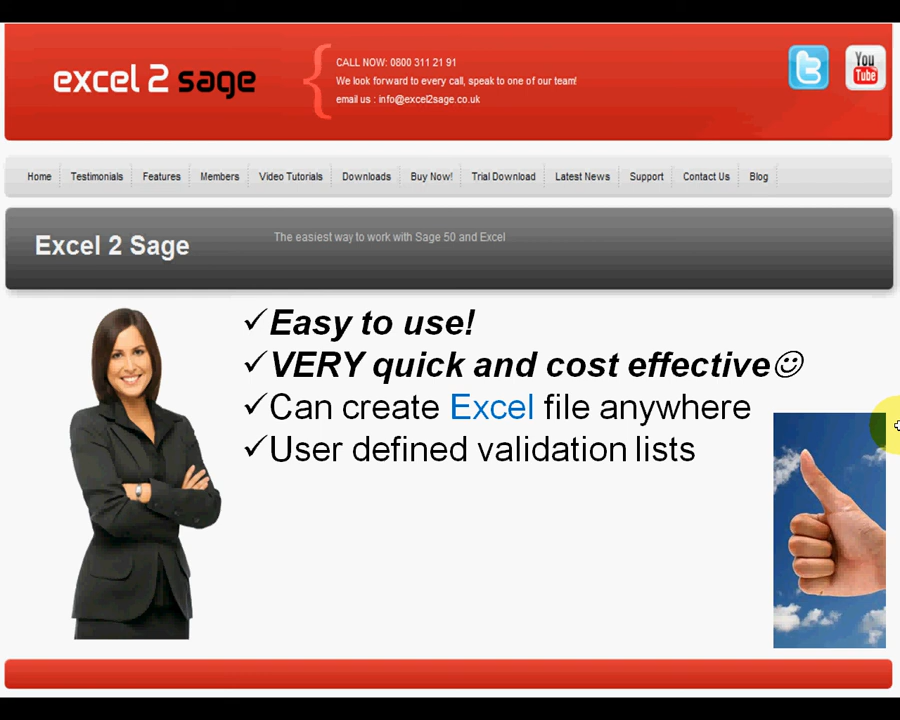 excel 2 sage
CALL NOW: 0800 311 21 91
We look forward to every call, speak to one of our team!
email us : info@excel2sage.co.uk
You
Tube
Home Testimonials Features Members Video Tutorials Downloads Buy Now! Trial Download Latest News Support Contact Us Blog
Excel 2 Sage
The easiest way to work with Sage 50 and Excel
✓Easy to use!
✓VERY quick and cost effective☺
✓Can create Excel file anywhere
✓User defined validation lists